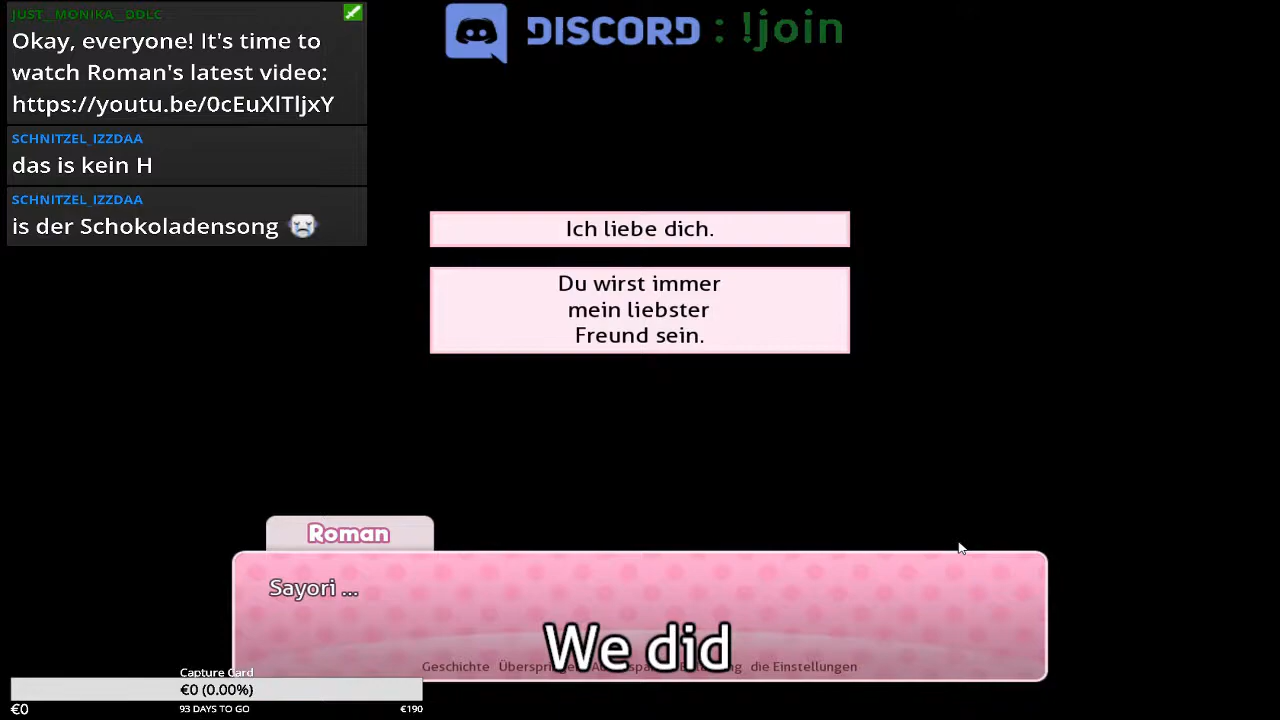 JUST_MONIKA__DDLC
Okay, everyone! It's time to
watch Roman's latest video:
https://youtu.be/0cEuXlTljxY
SCHNITZEL_IZZDAA
das is kein H
SCHNITZEL_IZZDAA
is der Schokoladensong
DISCORD : !join
Ich liebe dich.
Du wirst immer
mein liebster
Freund sein.
Roman
Sayori ...
We did
Geschichte die Einstellungen
Capture Card
€0 (0.00%)
€0 93 DAYS TO GO €190